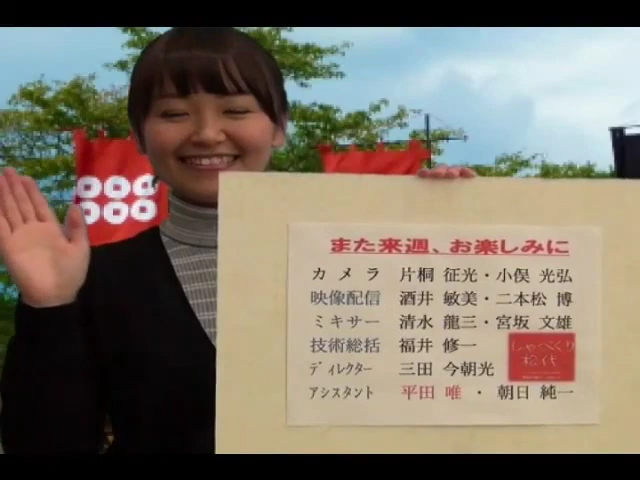 また来週、お楽しみに
カメラ 片桐 征光・小俣 光弘
映像配信 酒井 敏美・二本松 博
ミキサー 清水 龍三・宮坂 文雄
技術総括 福井 修一
ディレクター 三田 今朝光
アシスタント 平田 唯 ・ 朝日 純一
しゃべくり
松代